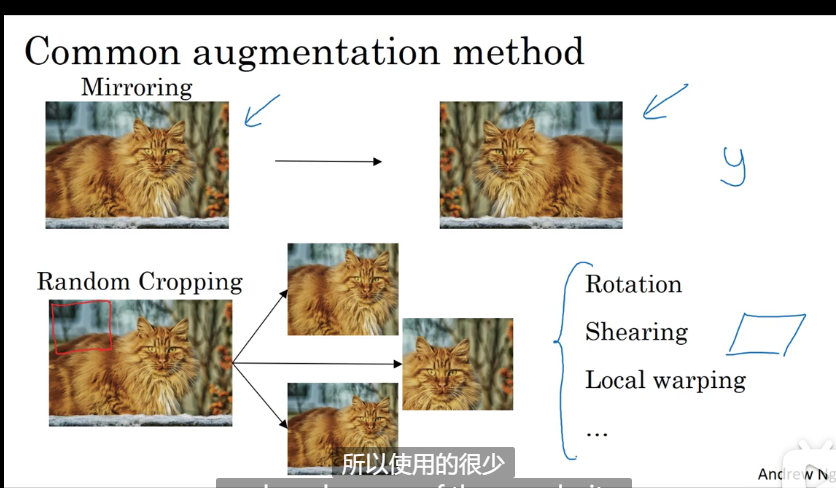 Common augmentation method
Mirroring
y
Random Cropping
Rotation
Shearing
Local warping
...
所以使用的很少
Andrew Ng